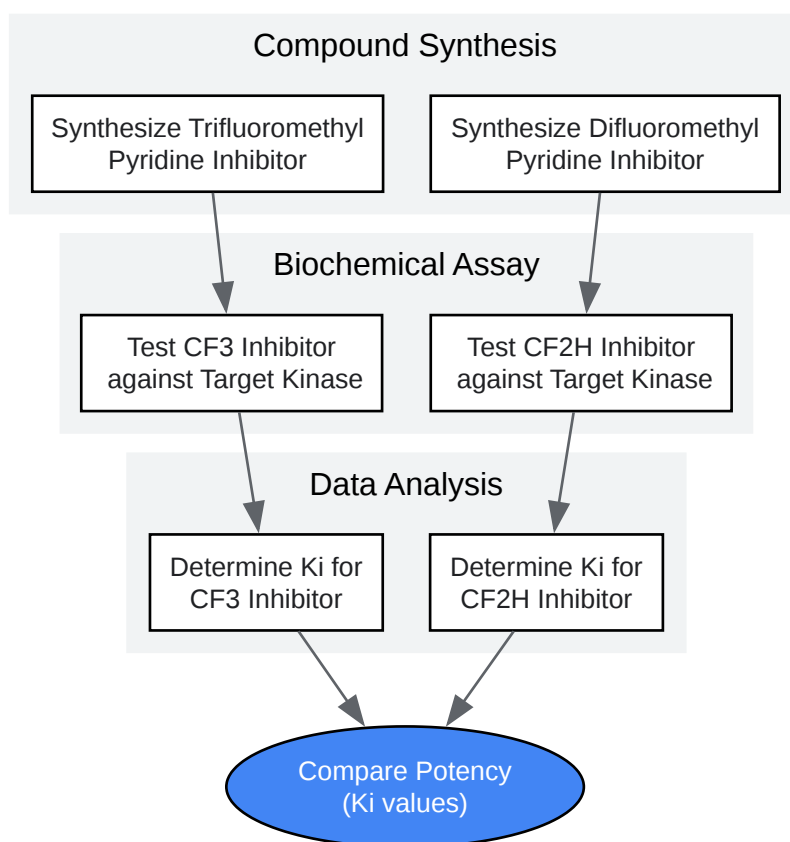 Compound Synthesis
Synthesize Trifluoromethyl
Pyridine Inhibitor
Synthesize Difluoromethyl
Pyridine Inhibitor
Biochemical Assay
Test CF3 Inhibitor
against Target Kinase
Test CF2H Inhibitor
against Target Kinase
Data Analysis
Determine Ki for
CF3 Inhibitor
Determine Ki for
CF2H Inhibitor
Compare Potency
(Ki values)